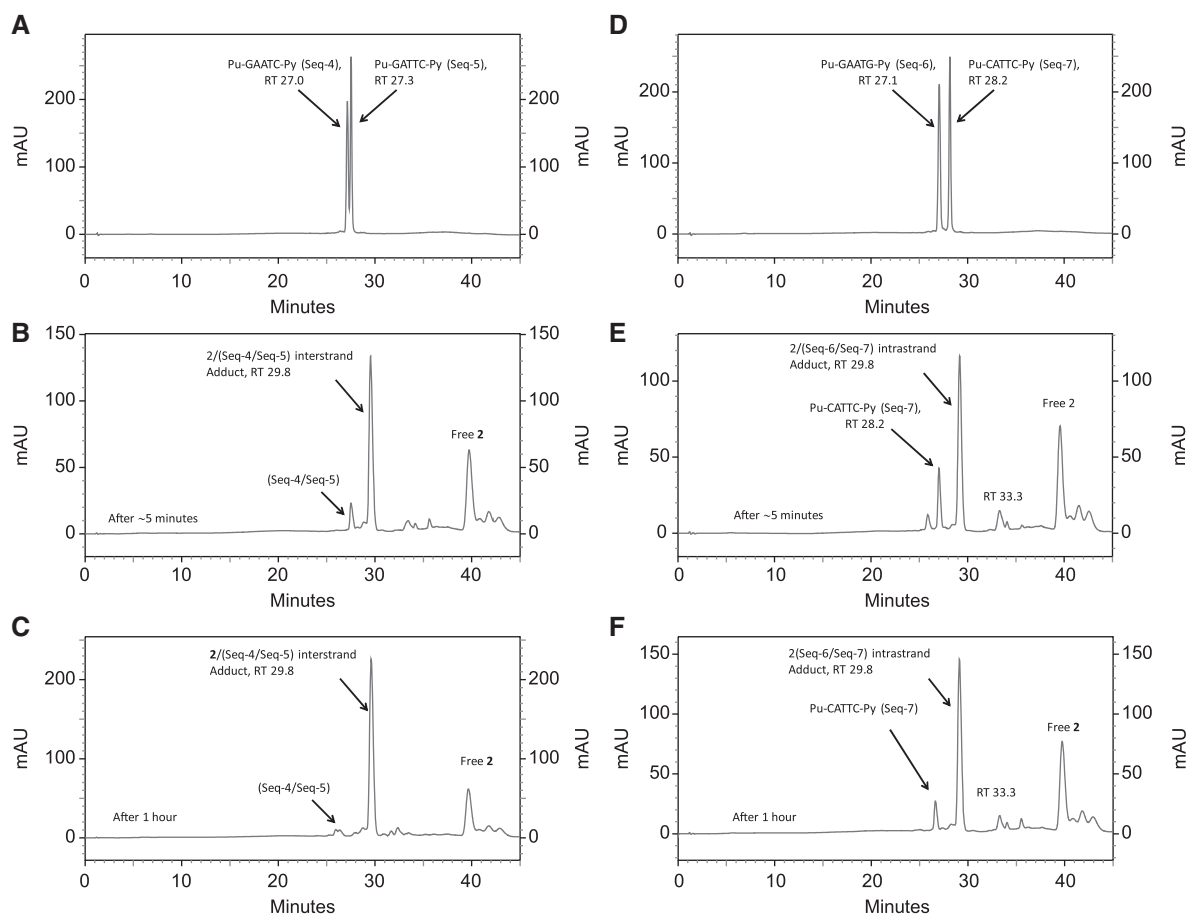 A
Pu-GAATC-Py (Seq-4),
RT 27.0
Pu-GATTC-Py (Seq-5),
RT 27.3
mAU
200
100
0
200
100
0
mAU
0 10 20 30 40
Minutes
D
Pu-GAATG-Py (Seq-6),
RT 27.1
Pu-CATTC-Py (Seq-7),
RT 28.2
mAU
200
100
0
200
100
0
mAU
0 10 20 30 40
Minutes
B
2/(Seq-4/Seq-5) interstrand
Adduct, RT 29.8
Free 2
(Seq-4/Seq-5)
After ~5 minutes
mAU
150
100
50
0
150
100
50
0
mAU
0 10 20 30 40
Minutes
E
2/(Seq-6/Seq-7) intrastrand
Adduct, RT 29.8
Pu-CATTC-Py (Seq-7),
RT 28.2
Free 2
RT 33.3
After ~5 minutes
mAU
100
50
0
100
50
0
mAU
0 10 20 30 40
Minutes
C
2/(Seq-4/Seq-5) interstrand
Adduct, RT 29.8
Free 2
(Seq-4/Seq-5)
After 1 hour
mAU
200
100
0
200
100
0
mAU
0 10 20 30 40
Minutes
F
2(Seq-6/Seq-7) intrastrand
Adduct, RT 29.8
Pu-CATTC-Py (Seq-7)
Free 2
RT 33.3
After 1 hour
mAU
150
100
50
0
150
100
50
0
mAU
0 10 20 30 40
Minutes